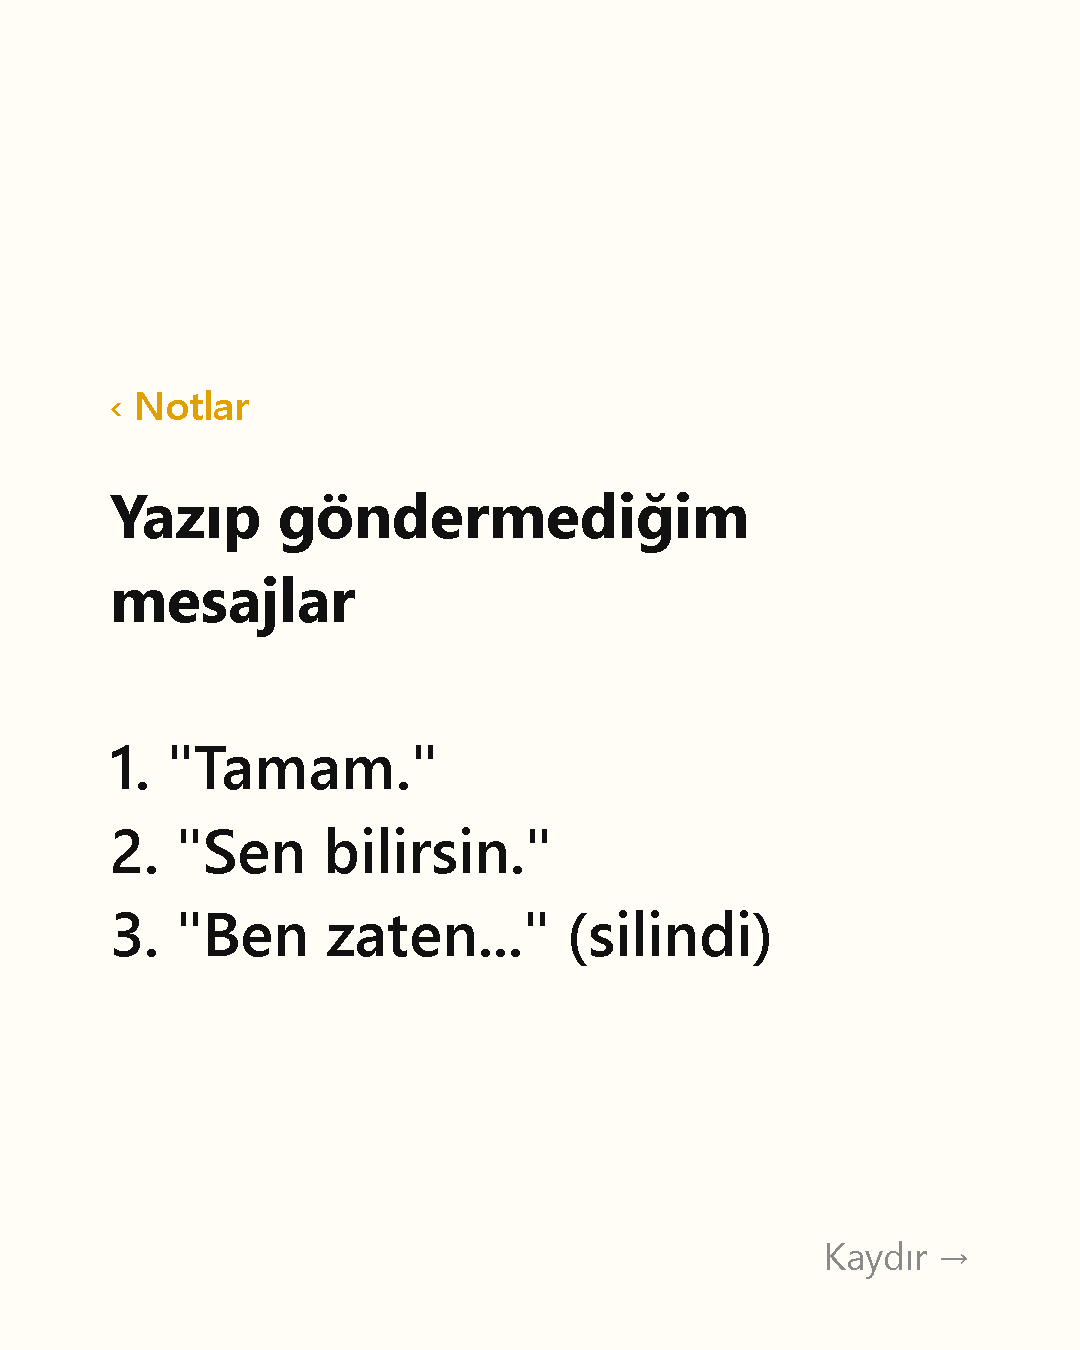 ‹ Notlar
Yazıp göndermediğim
mesajlar
1. "Tamam."
2. "Sen bilirsin."
3. "Ben zaten..." (silindi)
Kaydır →